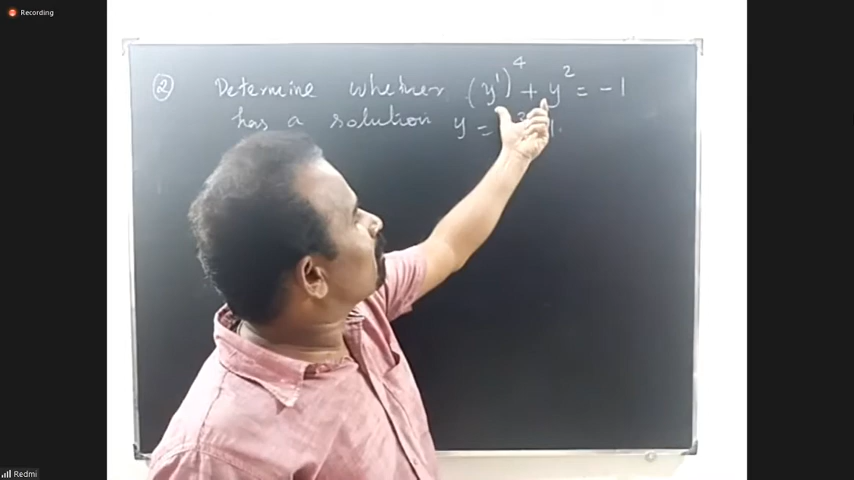 Recording
② Determine whether (y')⁴ + y² = -1
has a solution y =
Redmi